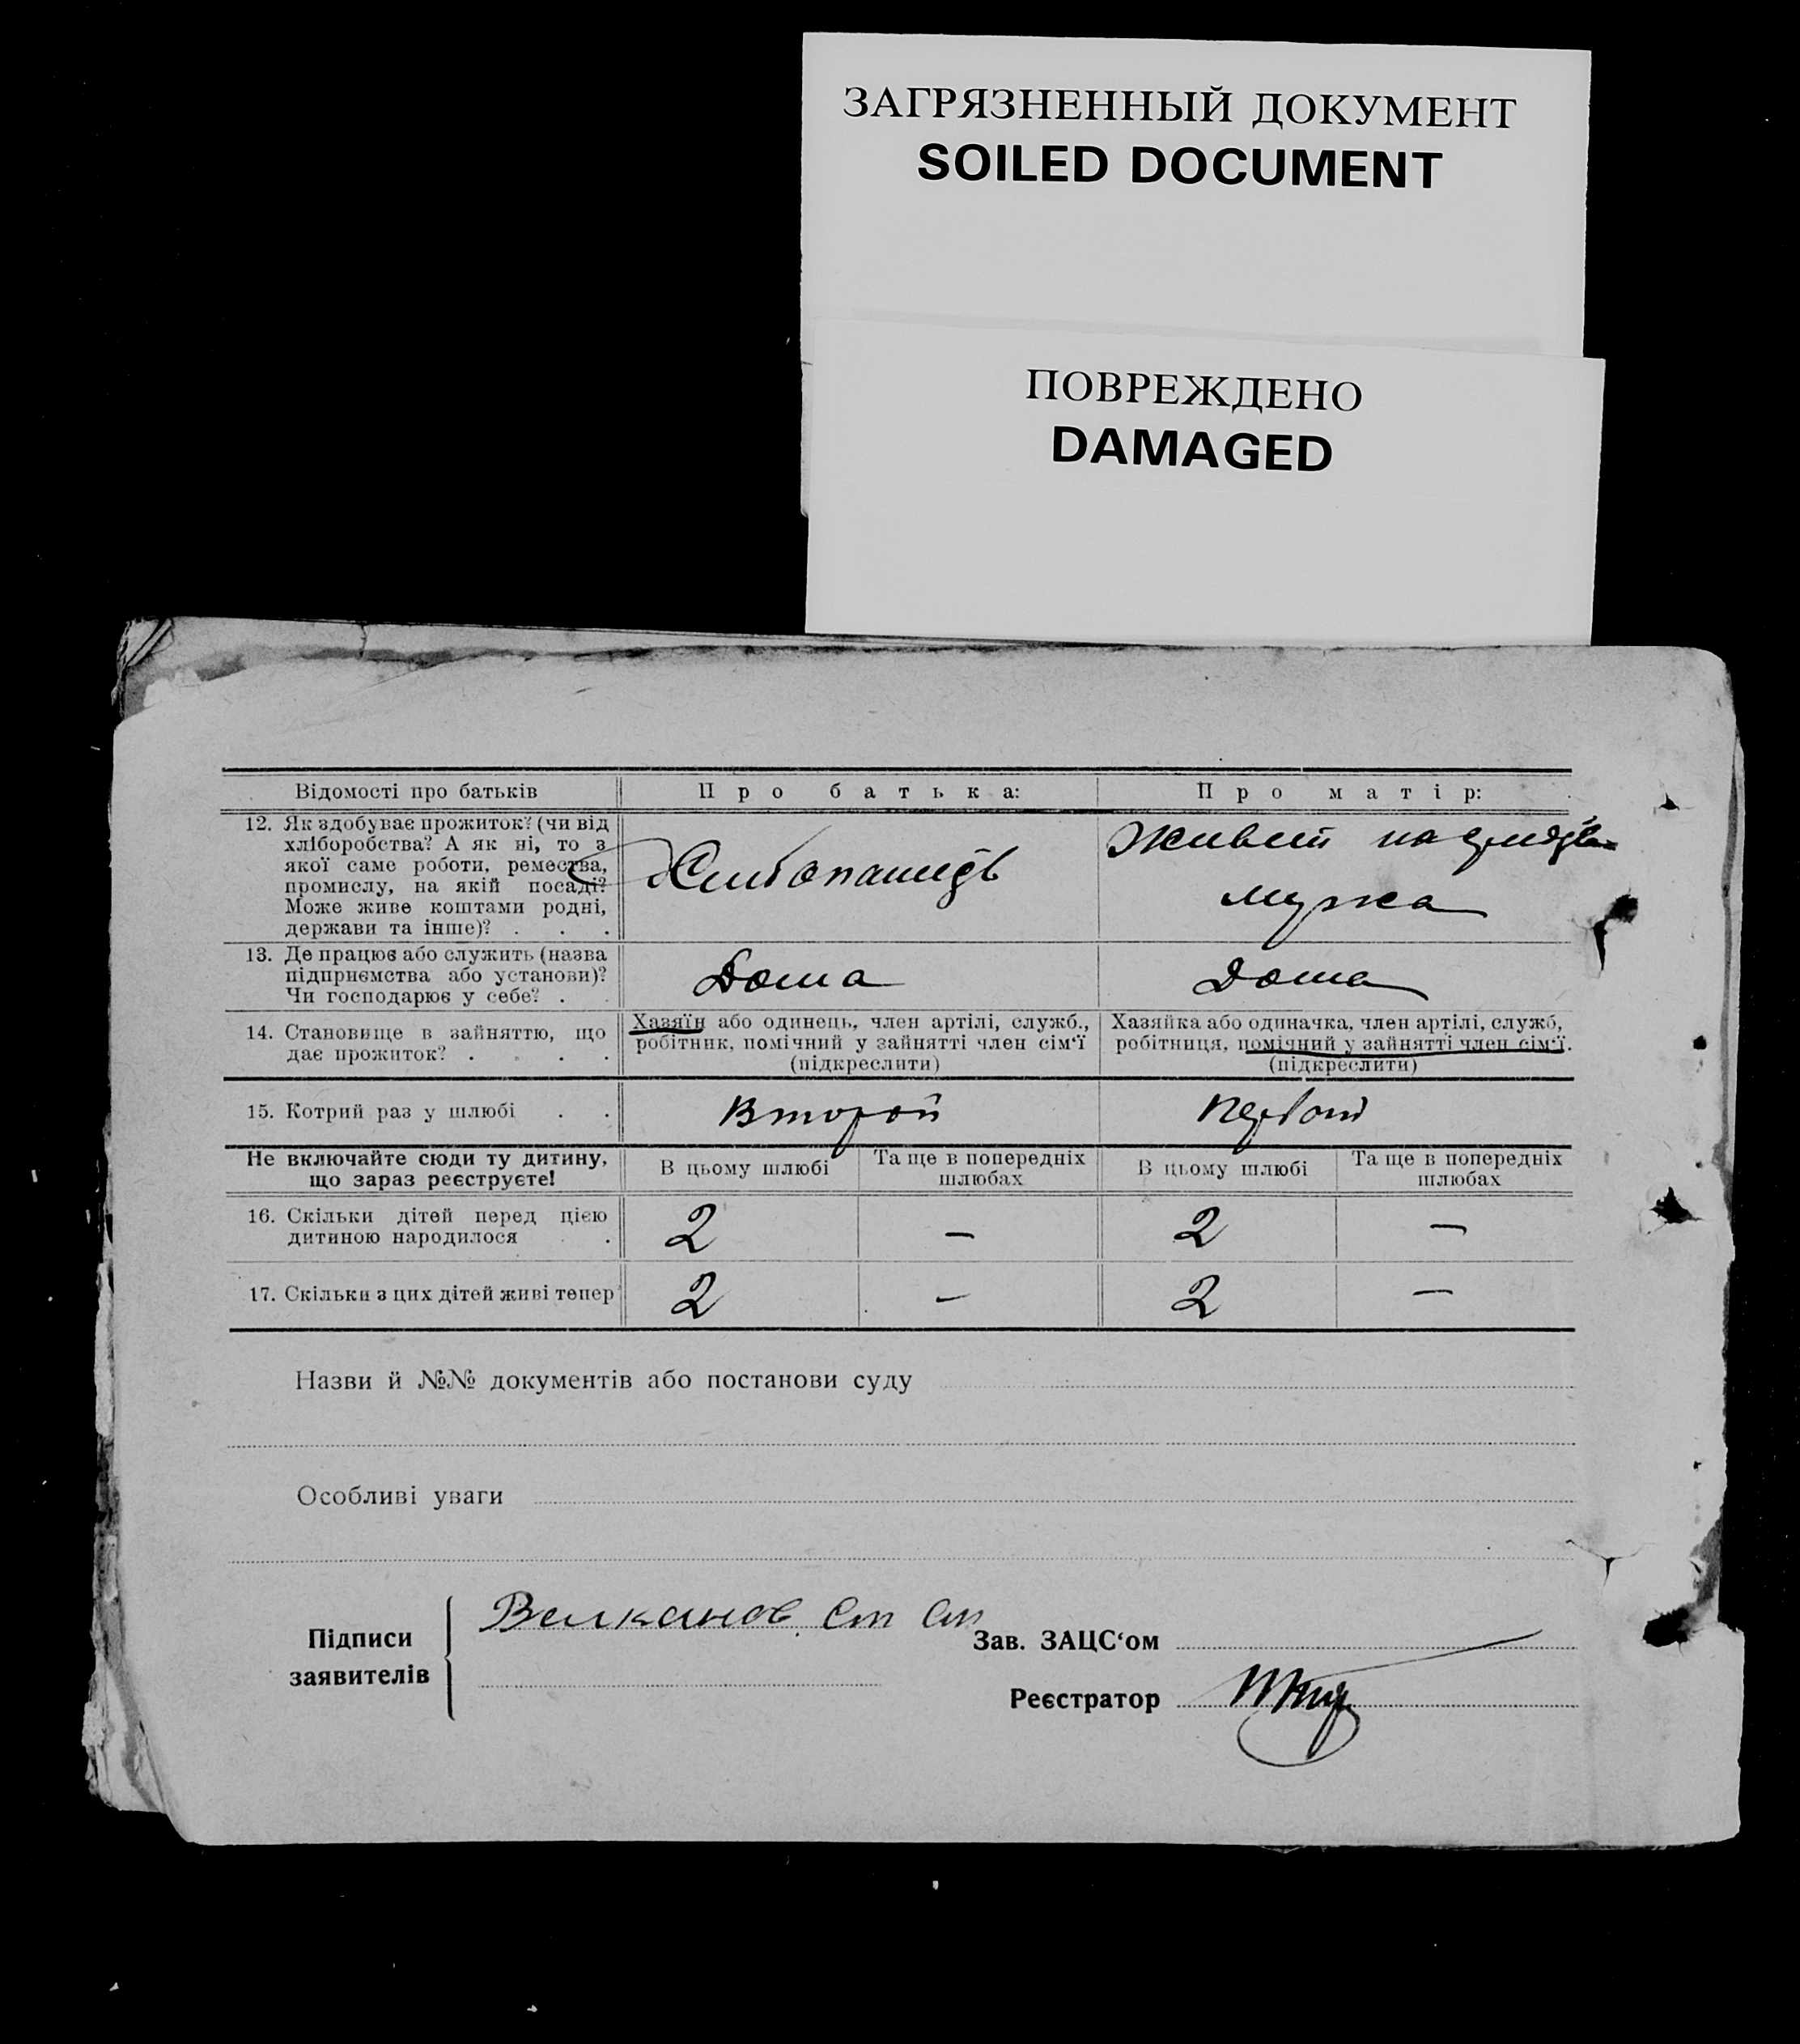 ЗАГРЯЗНЕННЫЙ ДОКУМЕНТ
SOILED DOCUMENT
ПОВРЕЖДЕНО
DAMAGED
Відомості про батьків
Про батька:
Про матір:
12. Як здобуває прожиток? (чи від
хліборобства? А як ні, то з
якої саме роботи, ремества,
промислу, на якій посаді?
Може живе коштами родні,
держави та інше)? . . .
Живет на
мужа
13. Де працює або служить (назва
підприємства або установи)?
Чи господарює у себе? . .
Дома
Дома
14. Становище в зайняттю, що
дає прожиток? . . . .
Хазяїн або одинець, член артілі, служб.,
робітник, помічний у зайнятті член сім‘ї
(підкреслити)
Хазяйка або одиначка, член артілі, служб,
робітниця, помічний у зайнятті член сім‘ї.
(підкреслити)
15. Котрий раз у шлюбі . .
Второй
Первый
Не включайте сюди ту дитину,
що зараз реєструєте!
В цьому шлюбі
Та ще в попередніх
шлюбах
В цьому шлюбі
Та ще в попередніх
шлюбах
16. Скільки дітей перед цією
дитиною народилося .
2
—
2
—
17. Скільки з цих дітей живі тепер
2
—
2
—
Назви й №№ документів або постанови суду
Особливі уваги
Підписи
заявителів
Велканов Ст Ст
Зав. ЗАЦС‘ом
Реєстратор